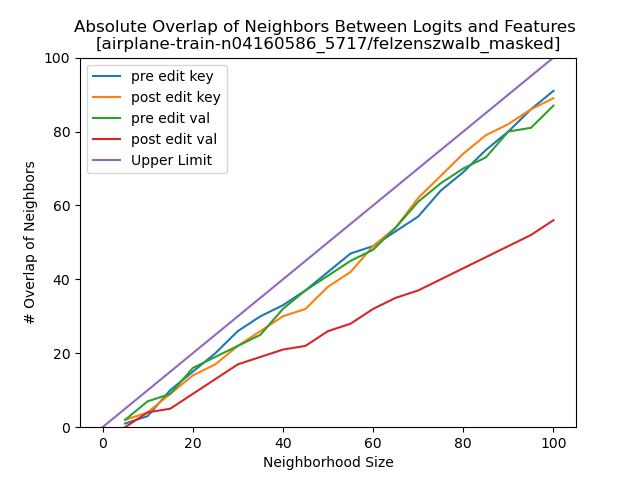 Absolute Overlap of Neighbors Between Logits and Features
[airplane-train-n04160586_5717/felzenszwalb_masked]
pre edit key
post edit key
pre edit val
post edit val
Upper Limit
# Overlap of Neighbors
100
80
60
40
20
0
0 20 40 60 80 100
Neighborhood Size